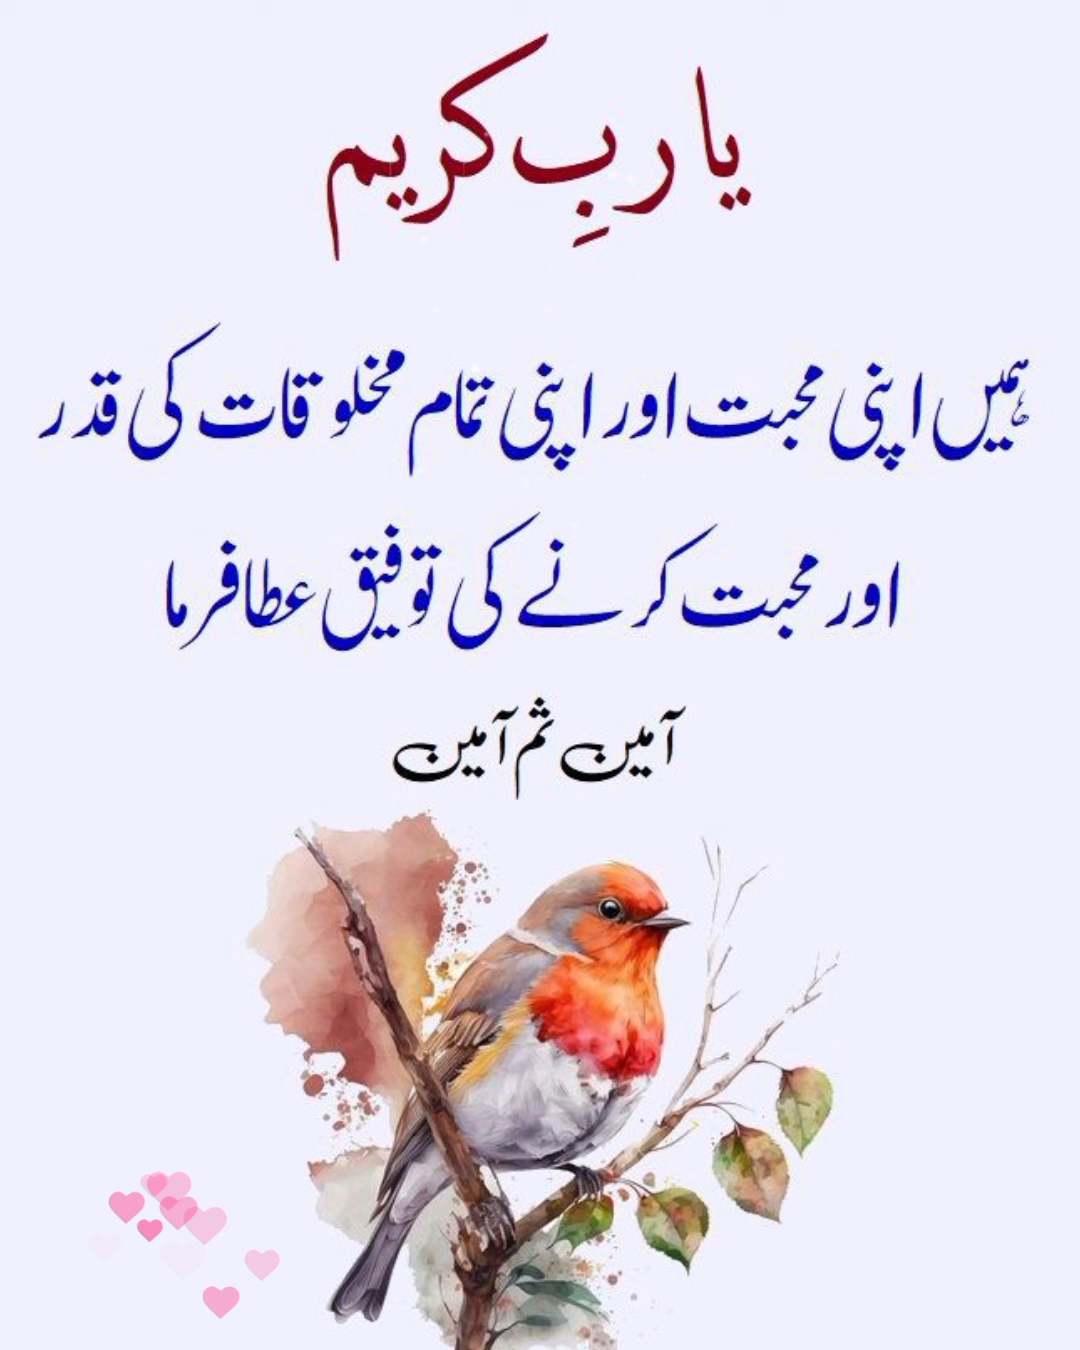 یا ربِ کریم
ہمیں اپنی محبت اور اپنی تمام مخلوقات کی قدر
اور محبت کرنے کی توفیق عطا فرما
آمین ثم آمین